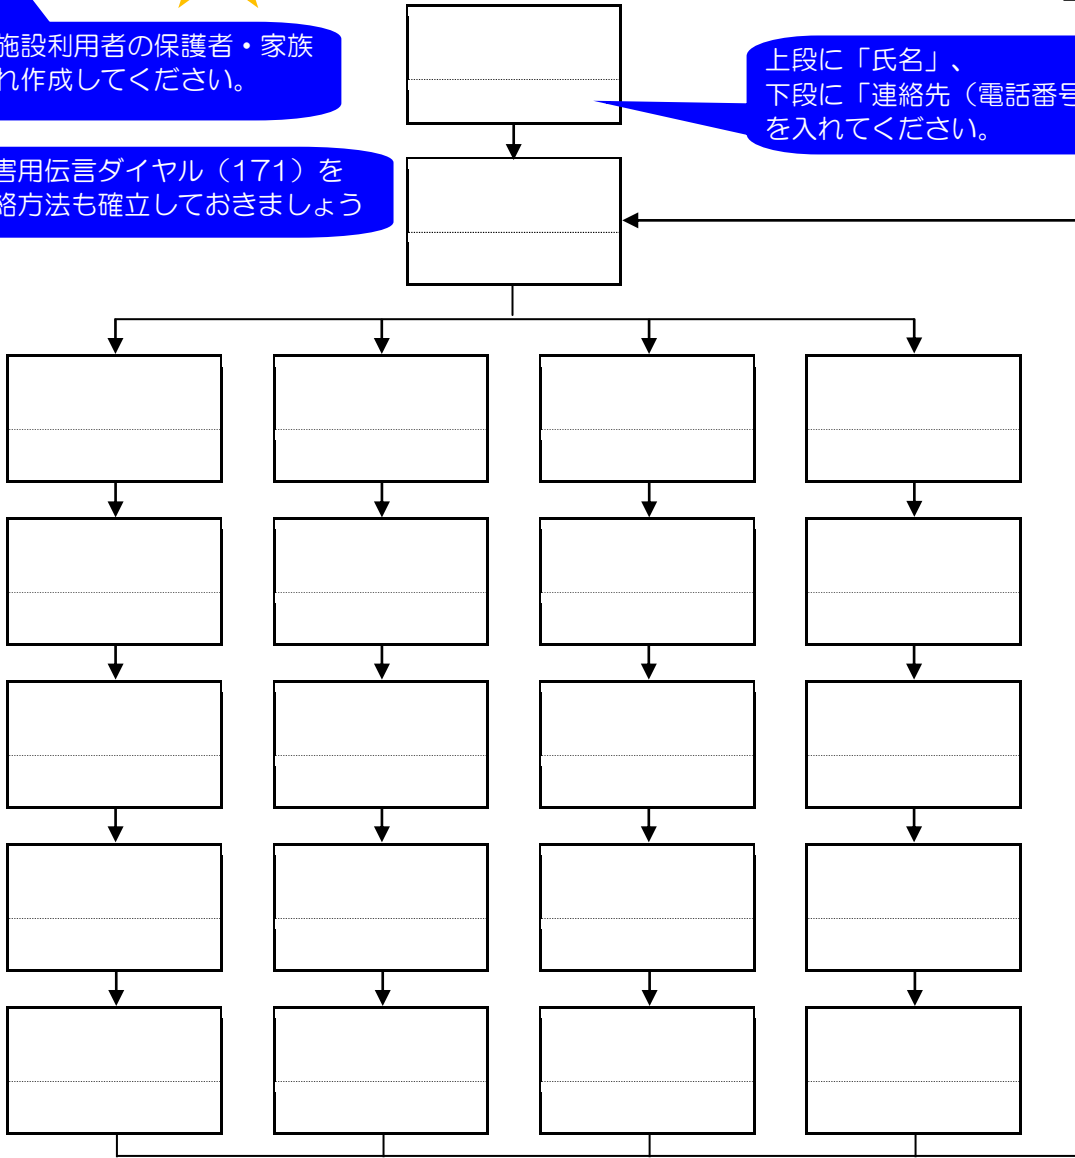 施設利用者の保護者・家族
れ作成してください。
上段に「氏名」、
下段に「連絡先（電話番号
を入れてください。
害用伝言ダイヤル（171）を
絡方法も確立しておきましょう